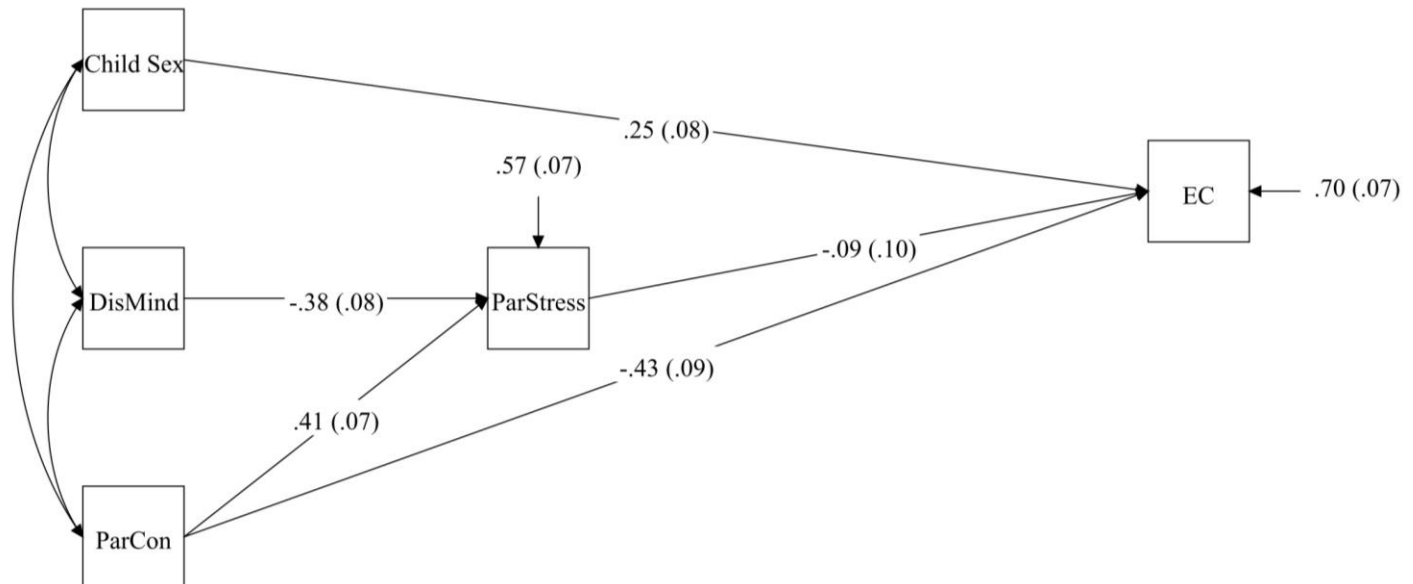 Child Sex
.25 (.08)
.57 (.07)
EC
.70 (.07)
-.09 (.10)
DisMind
-.38 (.08)
ParStress
-.43 (.09)
.41 (.07)
ParCon